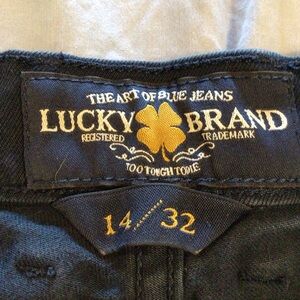 THE ART OF BLUE JEANS
LUCKY BRAND
REGISTERED TRADEMARK
TOO TOUGH TO DIE
14 / 32